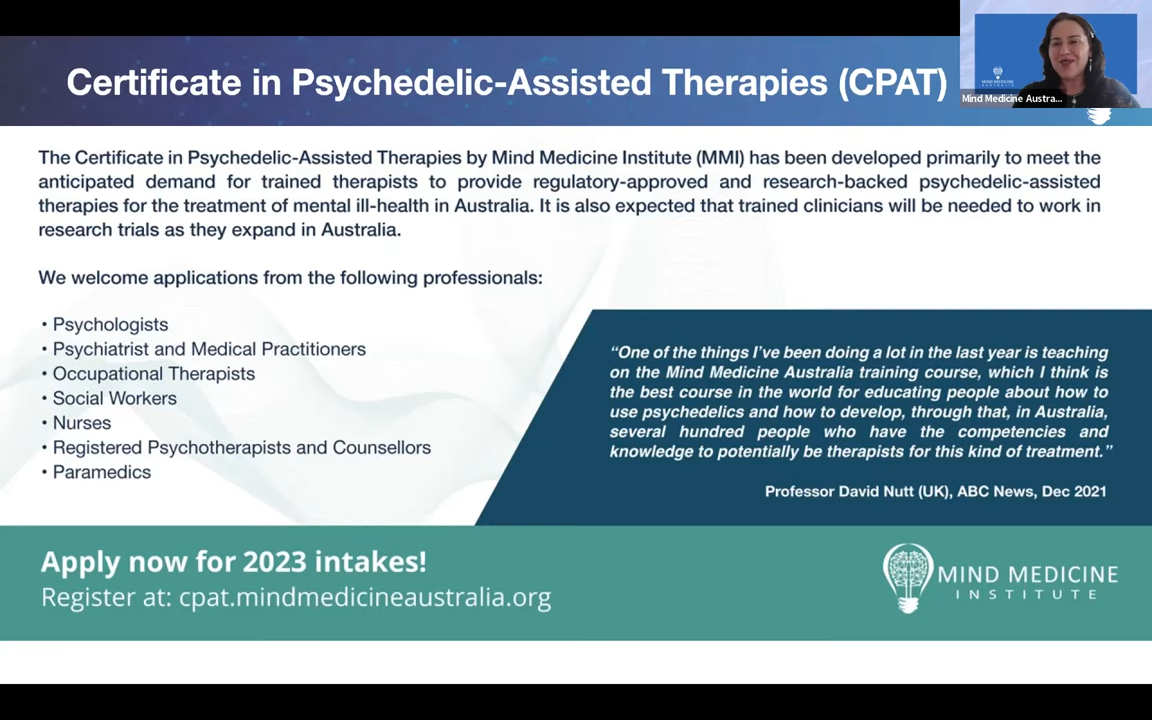 Certificate in Psychedelic-Assisted Therapies (CPAT)
MIND MEDICINE
AUSTRALIA
Mind Medicine Austra...
The Certificate in Psychedelic-Assisted Therapies by Mind Medicine Institute (MMI) has been developed primarily to meet the
anticipated demand for trained therapists to provide regulatory-approved and research-backed psychedelic-assisted
therapies for the treatment of mental ill-health in Australia. It is also expected that trained clinicians will be needed to work in
research trials as they expand in Australia.
We welcome applications from the following professionals:
• Psychologists
• Psychiatrist and Medical Practitioners
• Occupational Therapists
• Social Workers
• Nurses
• Registered Psychotherapists and Counsellors
• Paramedics
“One of the things I’ve been doing a lot in the last year is teaching
on the Mind Medicine Australia training course, which I think is
the best course in the world for educating people about how to
use psychedelics and how to develop, through that, in Australia,
several hundred people who have the competencies and
knowledge to potentially be therapists for this kind of treatment.”
Professor David Nutt (UK), ABC News, Dec 2021
Apply now for 2023 intakes!
Register at: cpat.mindmedicineaustralia.org
MIND MEDICINE
INSTITUTE